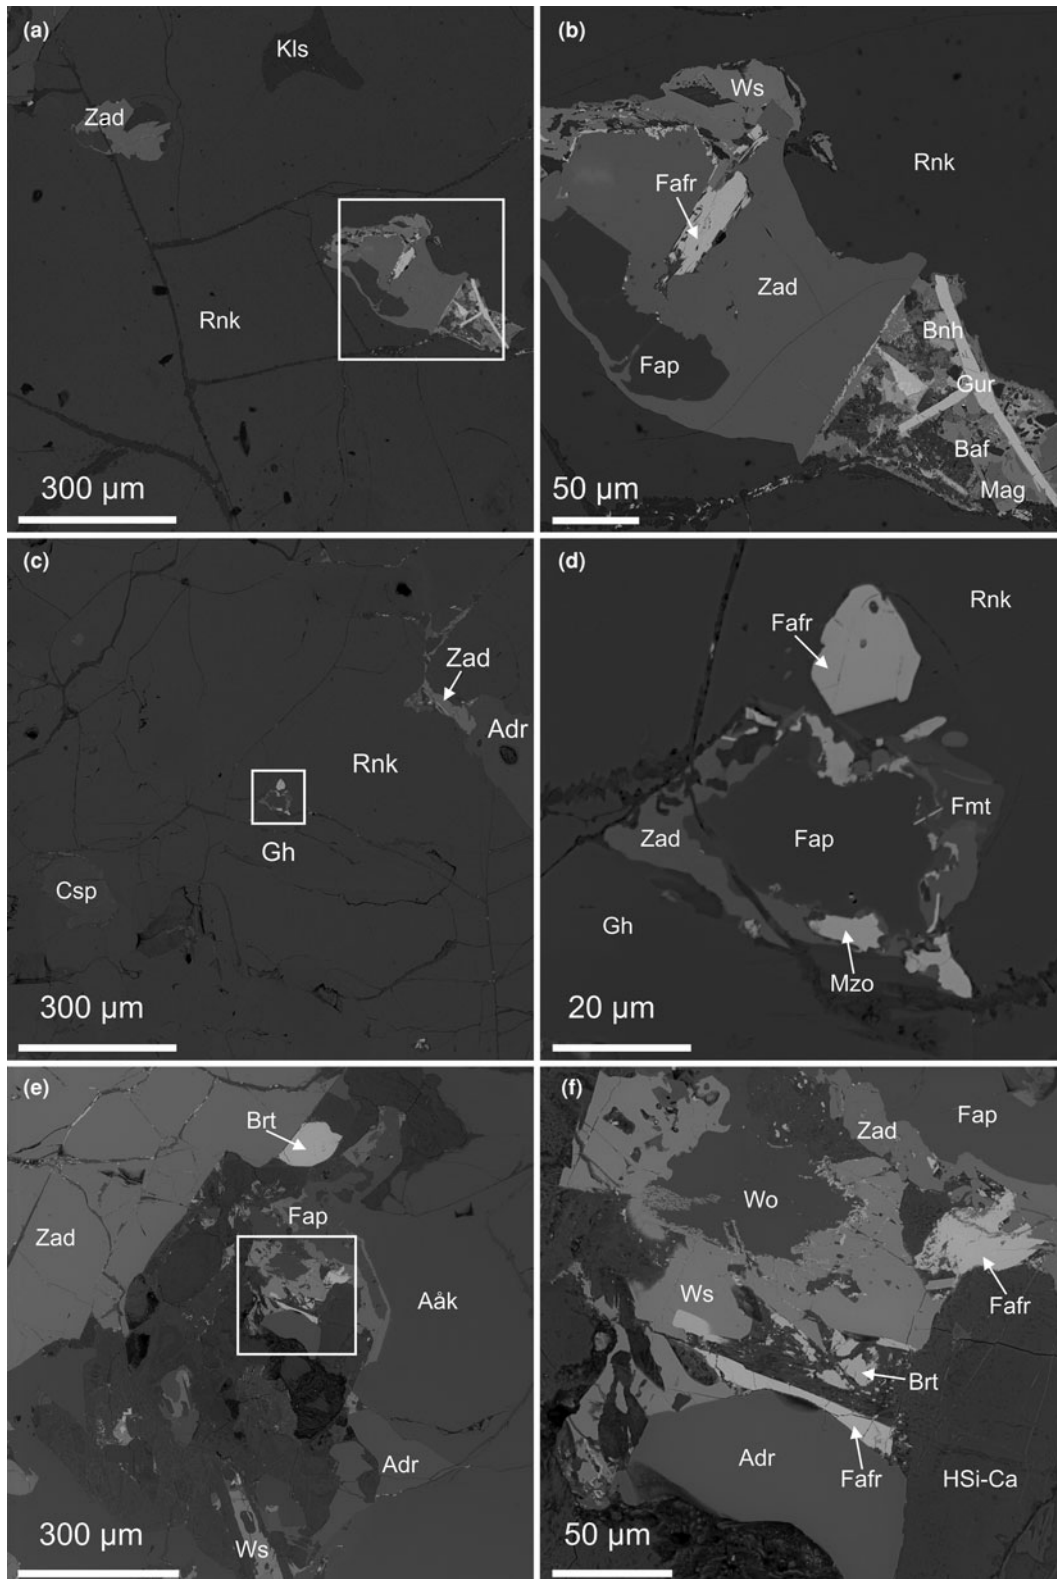 (a)
Kls
Zad
Rnk
300 µm
(b)
Ws
Rnk
Fafr
Zad
Bnh
Fap
Gur
Baf
Mag
50 µm
(c)
Zad
Adr
Rnk
Gh
Csp
300 µm
(d)
Rnk
Fafr
Fmt
Zad
Fap
Gh
Mzo
20 µm
(e)
Brt
Fap
Zad
Aåk
Adr
300 µm
Ws
(f)
Fap
Zad
Wo
Ws
Fafr
Brt
Adr
Fafr
HSi-Ca
50 µm